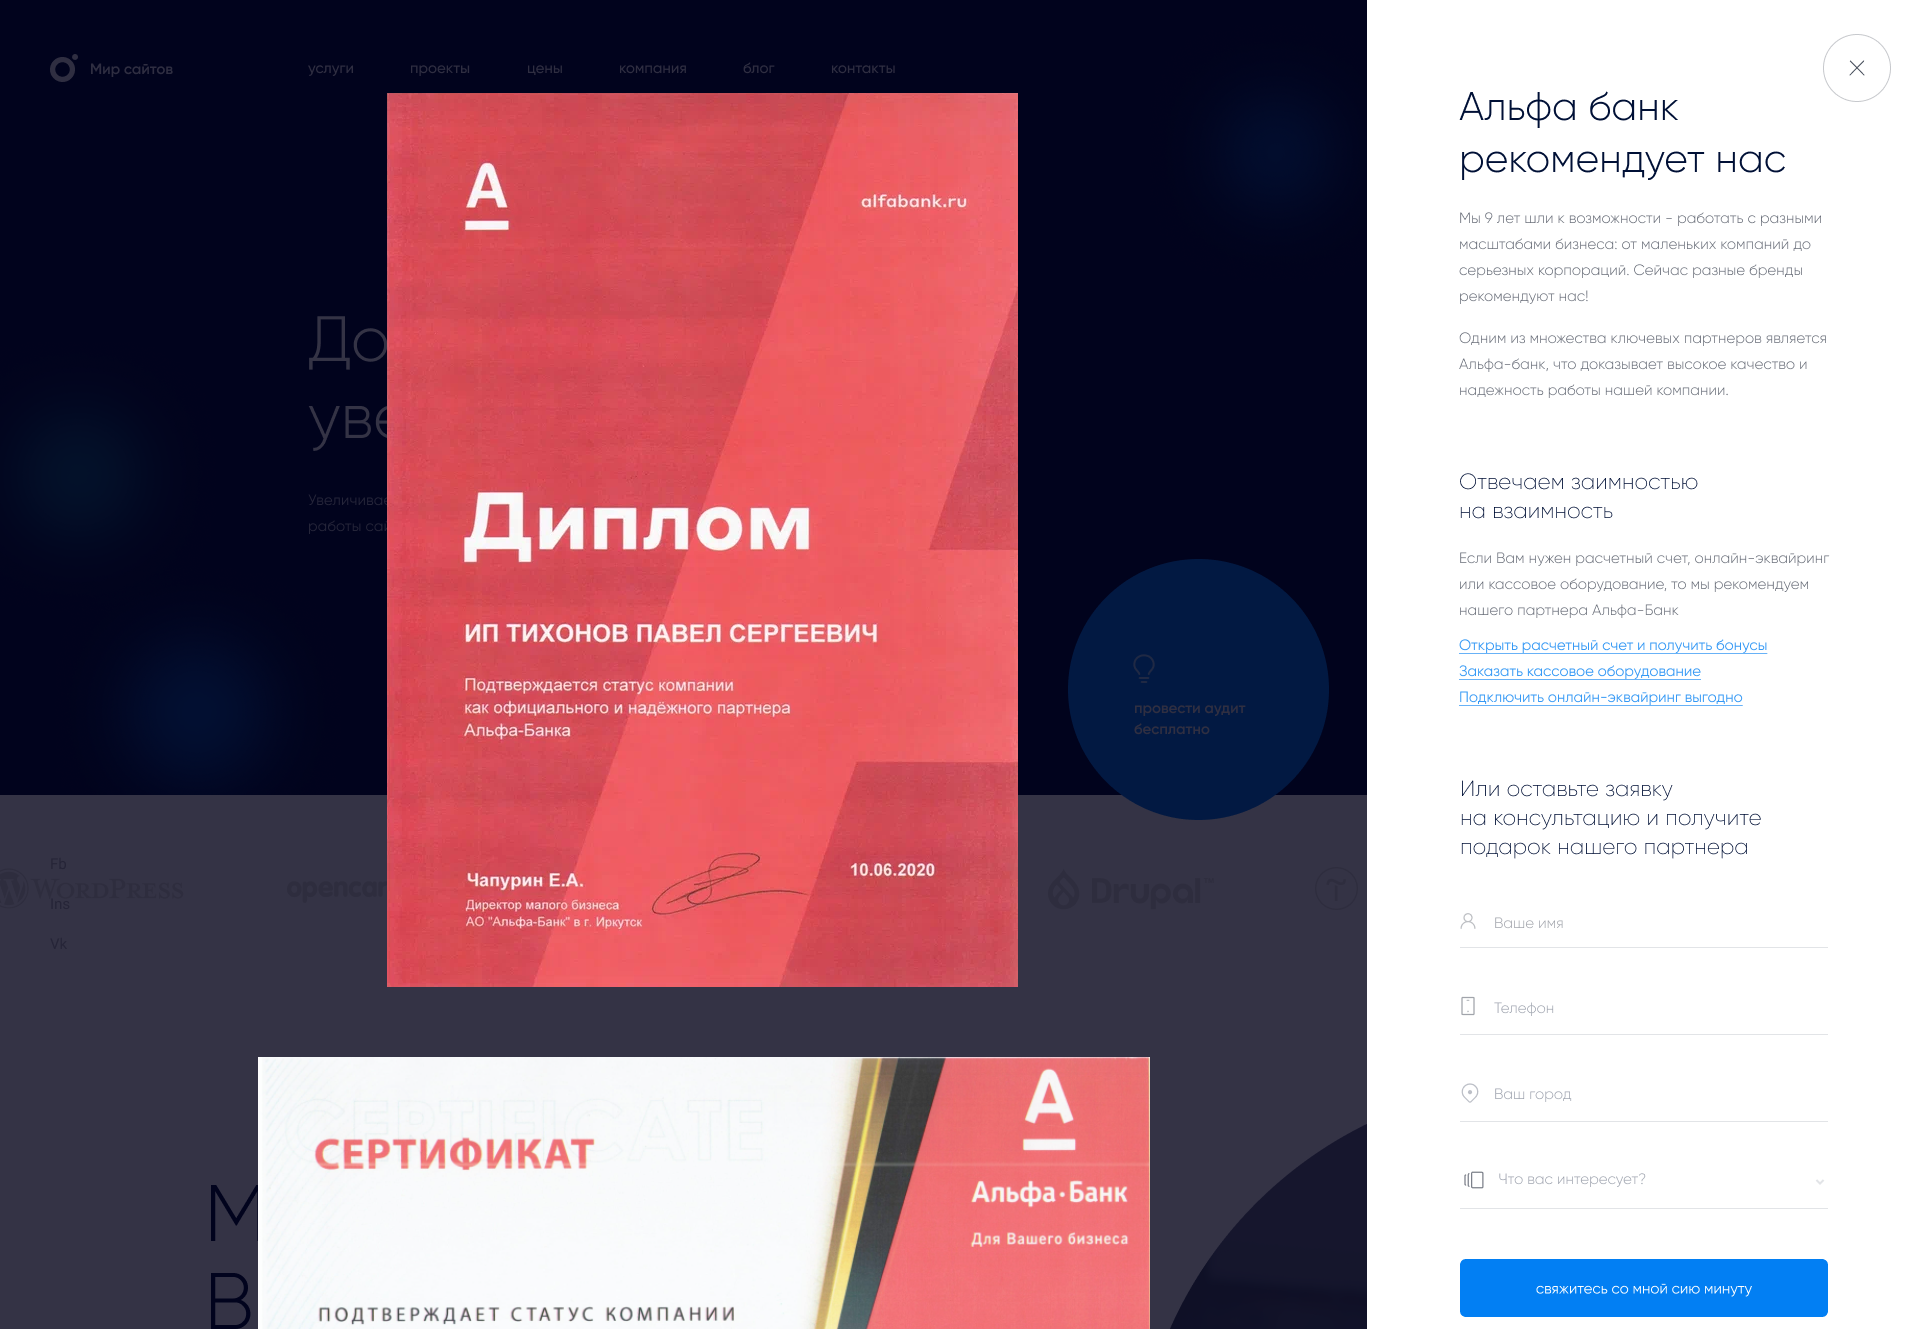 Мир сайтов
услуги
проекты
цены
компания
блог
контакты
До
уве
Увеличивае
работы сай
провести аудит
бесплатно
Fb
Ins
Vk
WORDPRESS
opencar
Drupal
М
В
А
alfabank.ru
Диплом
ИП ТИХОНОВ ПАВЕЛ СЕРГЕЕВИЧ
Подтверждается статус компании
как официального и надёжного партнера
Альфа-Банка
Чапурин Е.А.
Директор малого бизнеса
АО "Альфа-Банк" в г. Иркутск
10.06.2020
CERTIFICATE
СЕРТИФИКАТ
А
Альфа·Банк
Для Вашего бизнеса
ПОДТВЕРЖДАЕТ СТАТУС КОМПАНИИ
Альфа банк
рекомендует нас
Мы 9 лет шли к возможности - работать с разными
масштабами бизнеса: от маленьких компаний до
серьезных корпораций. Сейчас разные бренды
рекомендуют нас!
Одним из множества ключевых партнеров является
Альфа-банк, что доказывает высокое качество и
надежность работы нашей компании.
Отвечаем заимностью
на взаимность
Если Вам нужен расчетный счет, онлайн-эквайринг
или кассовое оборудование, то мы рекомендуем
нашего партнера Альфа-Банк
Открыть расчетный счет и получить бонусы
Заказать кассовое оборудование
Подключить онлайн-эквайринг выгодно
Или оставьте заявку
на консультацию и получите
подарок нашего партнера
Ваше имя
Телефон
Ваш город
Что вас интересует?
свяжитесь со мной сию минуту